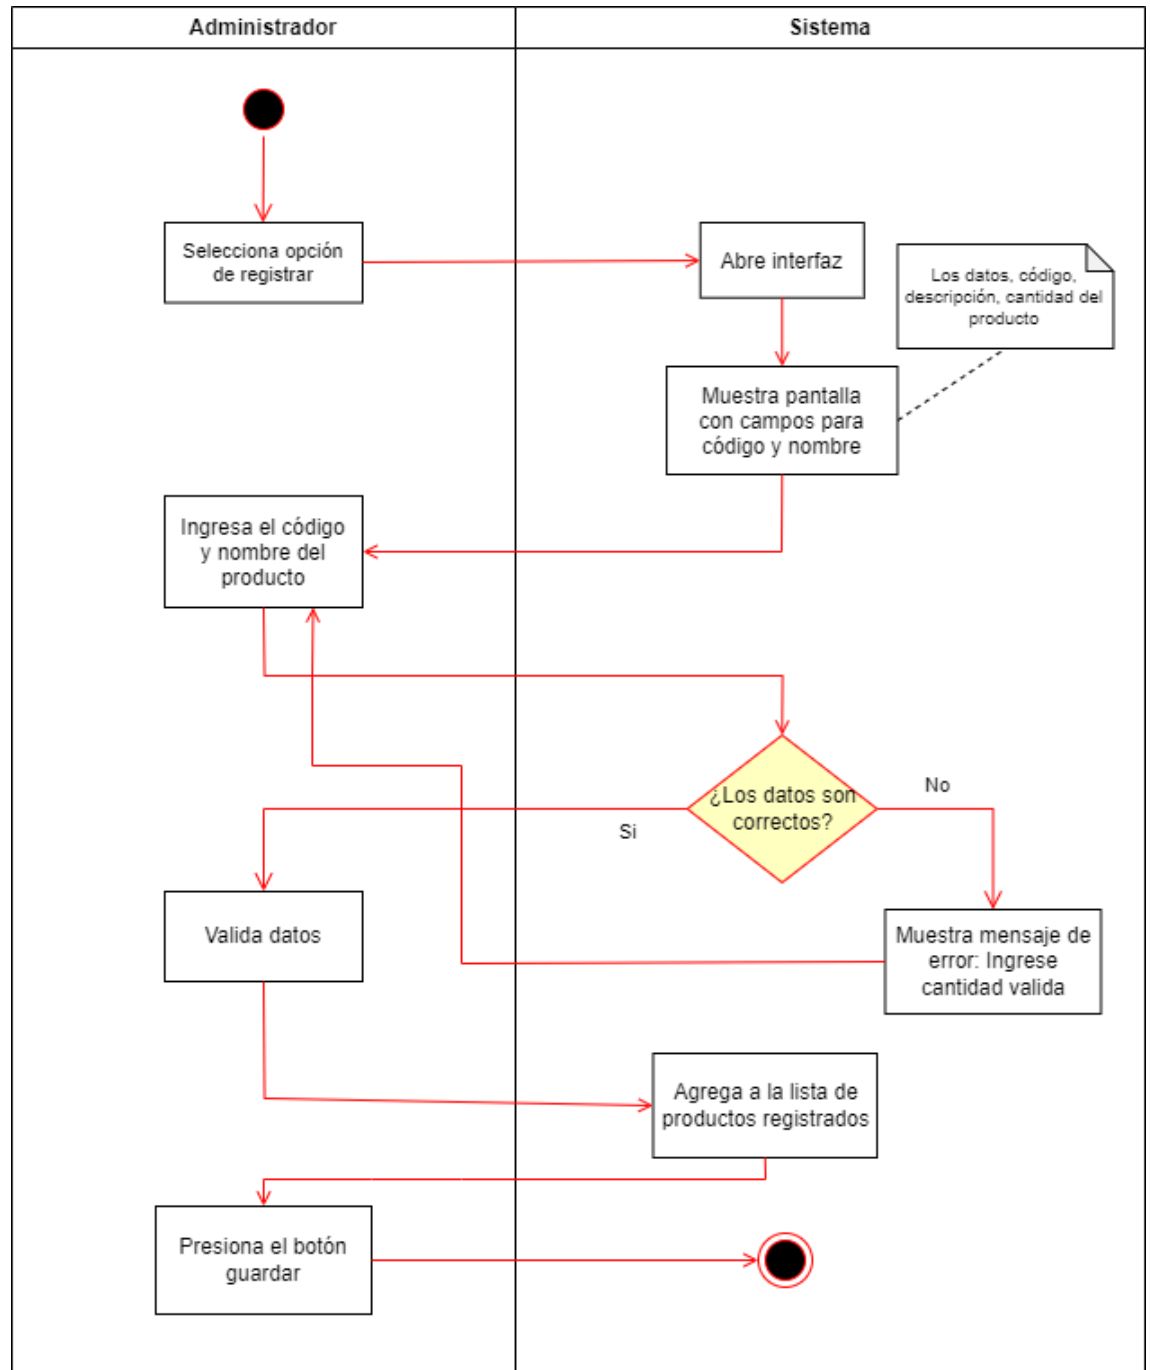 Administrador
Sistema
Selecciona opción
de registrar
Abre interfaz
Los datos, código,
descripción, cantidad del
producto
Muestra pantalla
con campos para
código y nombre
Ingresa el código
y nombre del
producto
¿Los datos son
correctos?
No
Si
Valida datos
Muestra mensaje de
error: Ingrese
cantidad valida
Agrega a la lista de
productos registrados
Presiona el botón
guardar